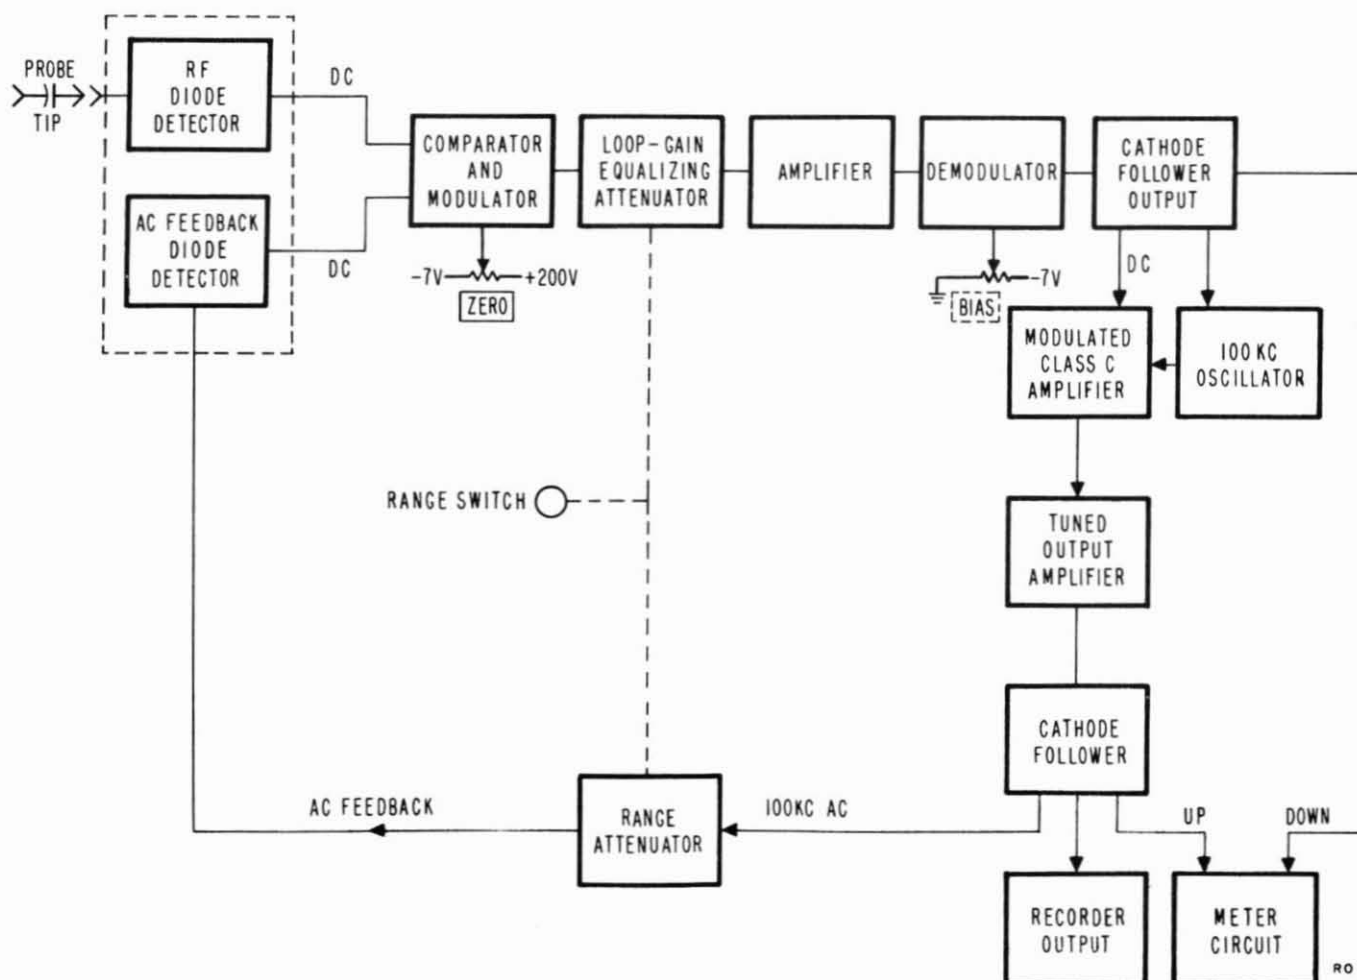 PROBE
TIP
RF
DIODE
DETECTOR
DC
AC FEEDBACK
DIODE
DETECTOR
DC
COMPARATOR
AND
MODULATOR
-7V
+200V
ZERO
LOOP-GAIN
EQUALIZING
ATTENUATOR
AMPLIFIER
DEMODULATOR
-7V
BIAS
CATHODE
FOLLOWER
OUTPUT
DC
MODULATED
CLASS C
AMPLIFIER
100KC
OSCILLATOR
RANGE SWITCH
TUNED
OUTPUT
AMPLIFIER
CATHODE
FOLLOWER
AC FEEDBACK
RANGE
ATTENUATOR
100KC AC
UP
DOWN
RECORDER
OUTPUT
METER
CIRCUIT
RO